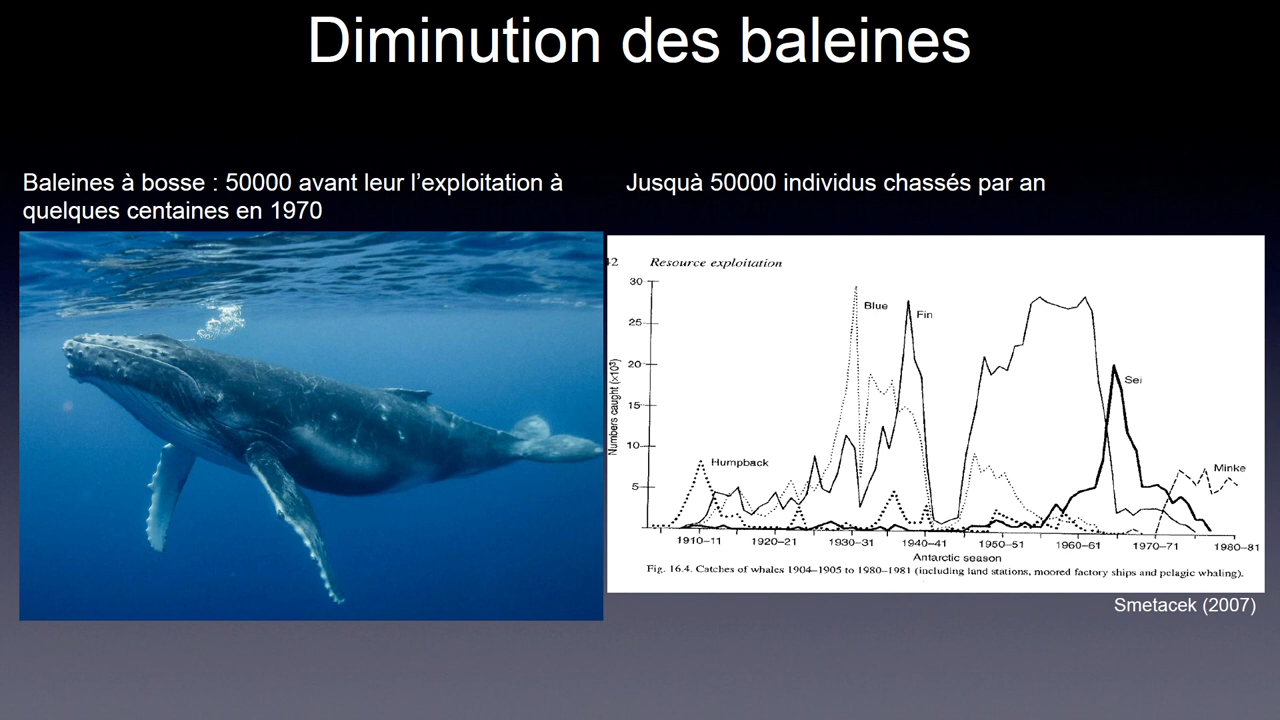 Diminution des baleines
Baleines à bosse : 50000 avant leur l’exploitation à
quelques centaines en 1970
Jusquà 50000 individus chassés par an
42 Resource exploitation
30
25
20
15
10
5
Numbers caught (×10³)
Blue
Fin
Sei
Humpback
Minke
1910–11 1920–21 1930–31 1940–41 1950–51 1960–61 1970–71 1980–81
Antarctic season
Fig. 16.4. Catches of whales 1904–1905 to 1980–1981 (including land stations, moored factory ships and pelagic whaling).
Smetacek (2007)